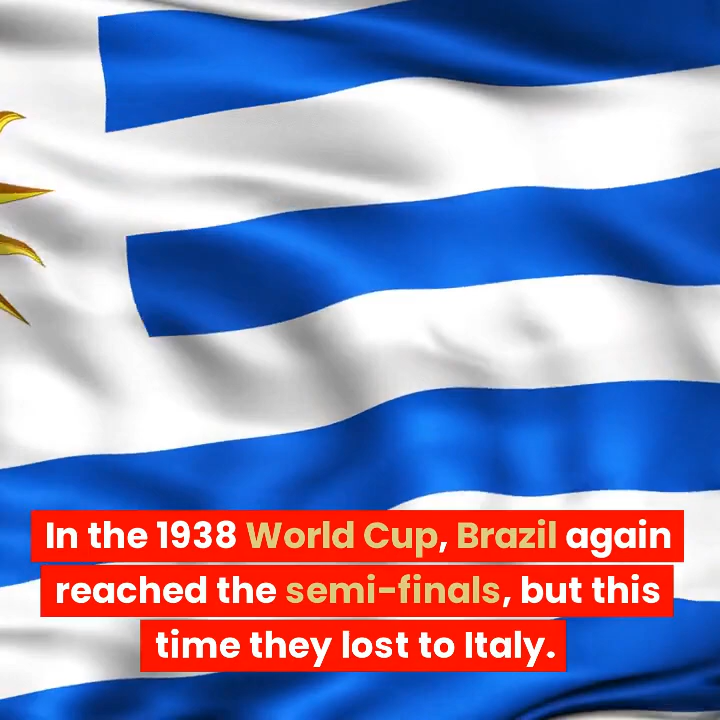 In the 1938 World Cup, Brazil again
reached the semi-finals, but this
time they lost to Italy.